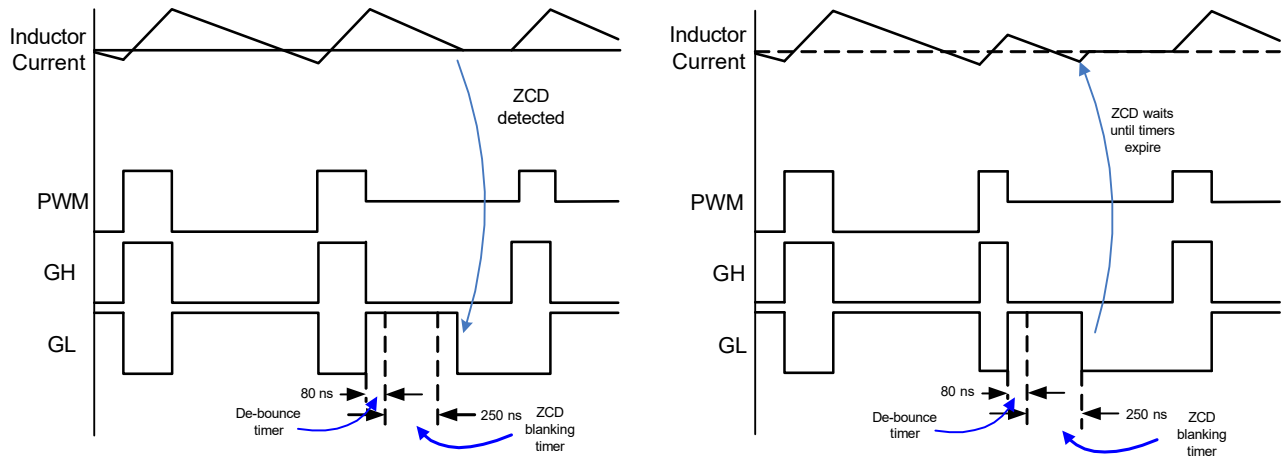 Inductor
Current
ZCD
detected
PWM
GH
GL
80 ns
De-bounce
timer
250 ns
ZCD
blanking
timer
Inductor
Current
ZCD waits
until timers
expire
PWM
GH
GL
80 ns
De-bounce
timer
250 ns
ZCD
blanking
timer